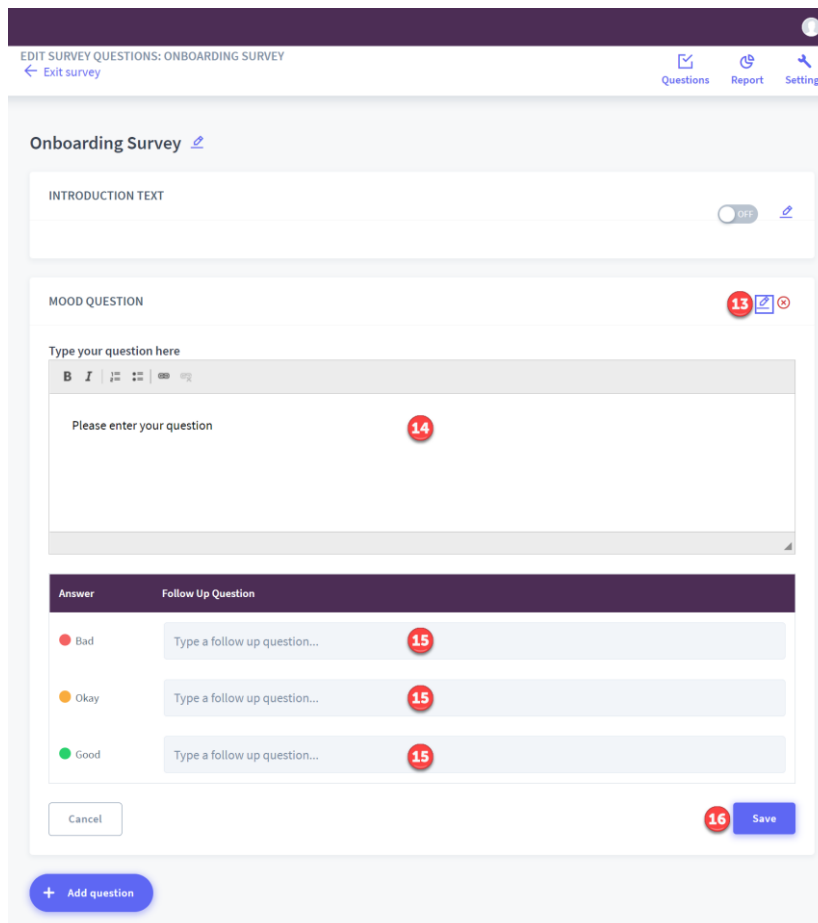 EDIT SURVEY QUESTIONS: ONBOARDING SURVEY
← Exit survey
Questions
Report
Setting
Onboarding Survey
INTRODUCTION TEXT
OFF
MOOD QUESTION
13
Type your question here
B I
Please enter your question
14
Answer Follow Up Question
Bad Type a follow up question... 15
Okay Type a follow up question... 15
Good Type a follow up question... 15
Cancel
16 Save
+ Add question